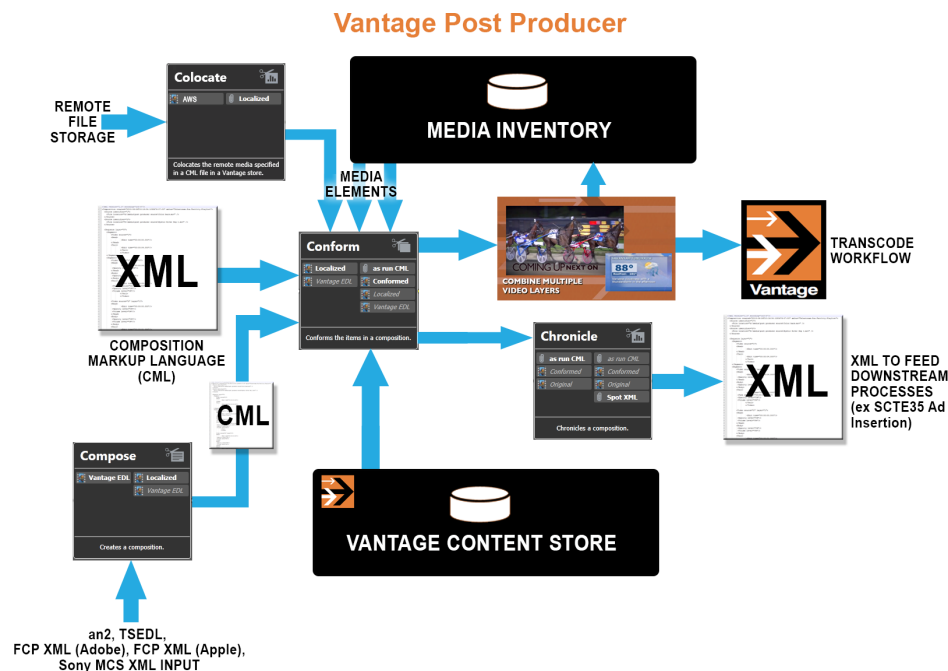 Vantage Post Producer
Colocate
AWS
Localized
Colocates the remote media specified
in a CML file in a Vantage store.
REMOTE
FILE
STORAGE
MEDIA INVENTORY
MEDIA
ELEMENTS
XML
COMPOSITION
MARKUP LANGUAGE
(CML)
Conform
Localized
as run CML
Vantage EDL
Conformed
Localized
Vantage EDL
Conforms the items in a composition.
COMING UP NEXT ON
88°
COMBINE MULTIPLE
VIDEO LAYERS
Vantage
TRANSCODE
WORKFLOW
Chronicle
as run CML
as run CML
Conformed
Conformed
Original
Original
Spot XML
Chronicles a composition.
XML
XML TO FEED
DOWNSTREAM
PROCESSES
(ex SCTE35 Ad
Insertion)
CML
Compose
Vantage EDL
Localized
Vantage EDL
Creates a composition.
VANTAGE CONTENT STORE
an2, TSEDL,
FCP XML (Adobe), FCP XML (Apple),
Sony MCS XML INPUT